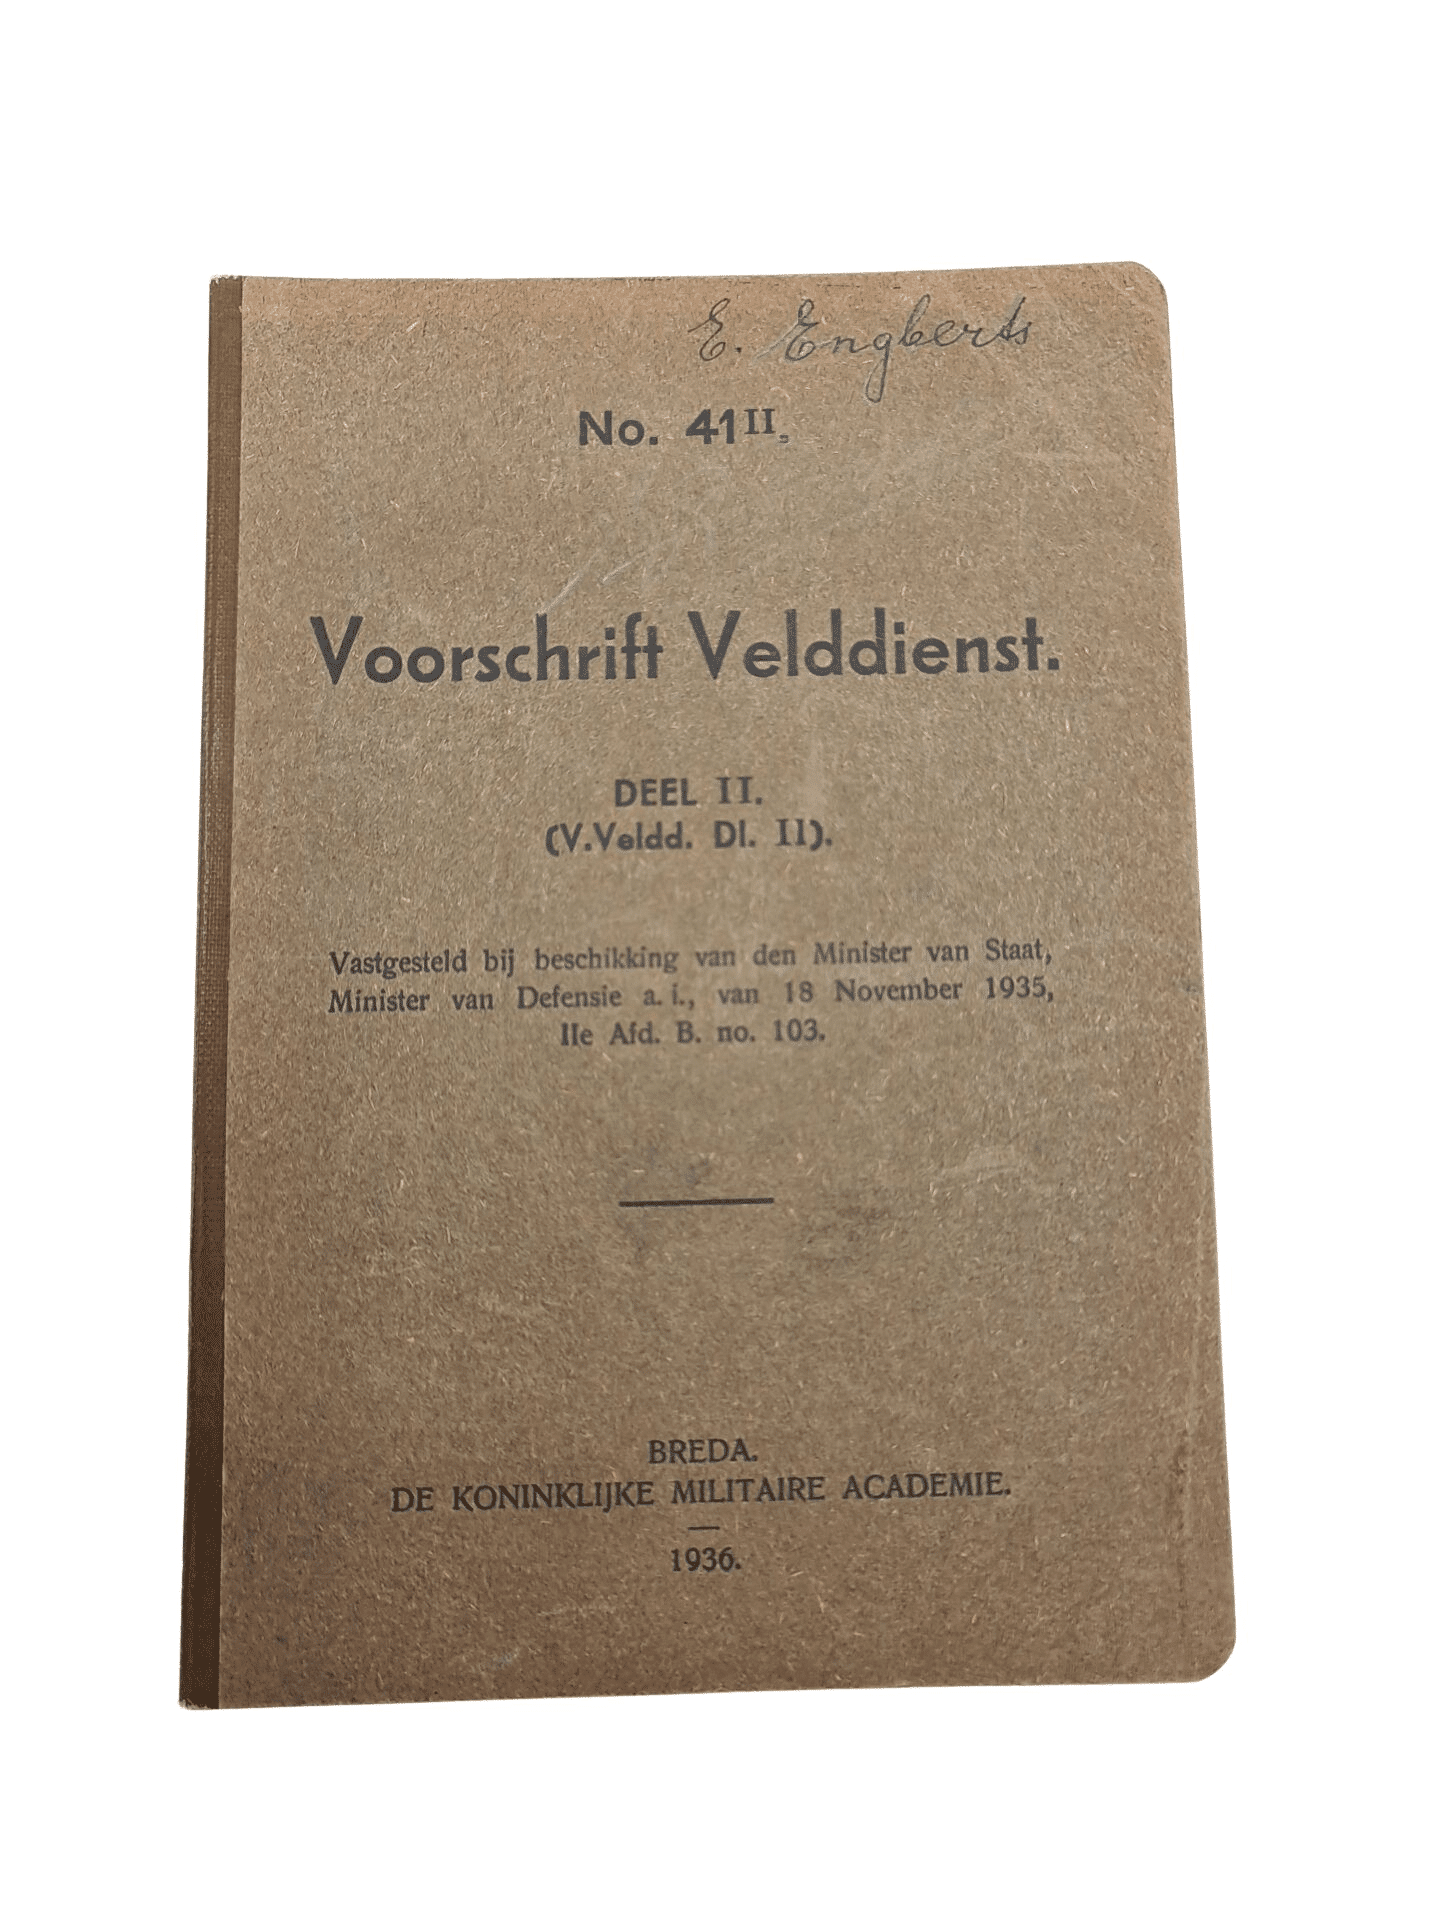 E. Engberts
No. 41II.
Voorschrift Velddienst.
DEEL II.
(V.Veldd. Dl. II).
Vastgesteld bij beschikking van den Minister van Staat,
Minister van Defensie a. i., van 18 November 1935,
IIe Afd. B. no. 103.
BREDA.
DE KONINKLIJKE MILITAIRE ACADEMIE.
1936.